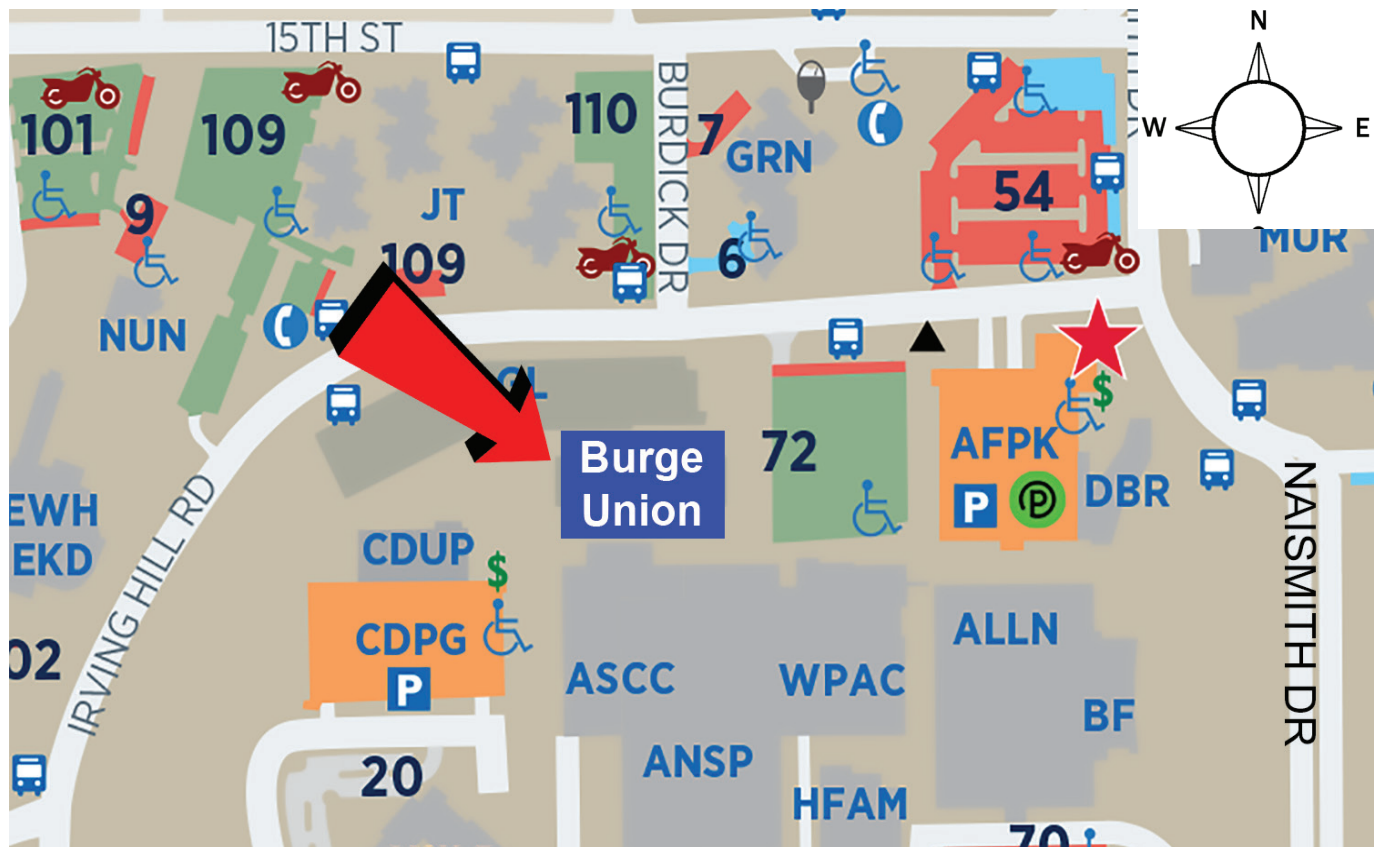 15TH ST
N
W
E
101
109
110
BURDICK DR
7
GRN
54
9
JT
109
6
MUR
NUN
GL
Burge
Union
72
AFPK
$
P
P
DBR
NAISMITH DR
EWH
EKD
IRVING HILL RD
CDUP
$
CDPG
P
02
ASCC
WPAC
ALLN
BF
ANSP
20
HFAM
70